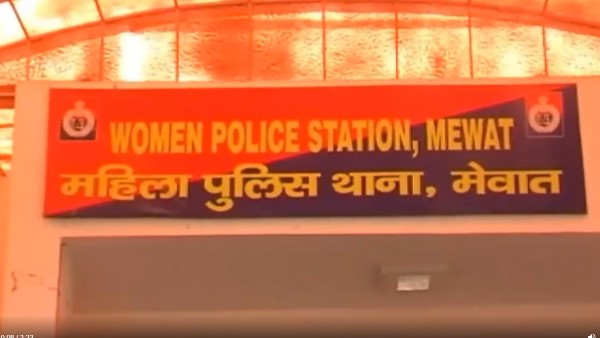 WOMEN POLICE STATION, MEWAT
महिला पुलिस थाना, मेवात